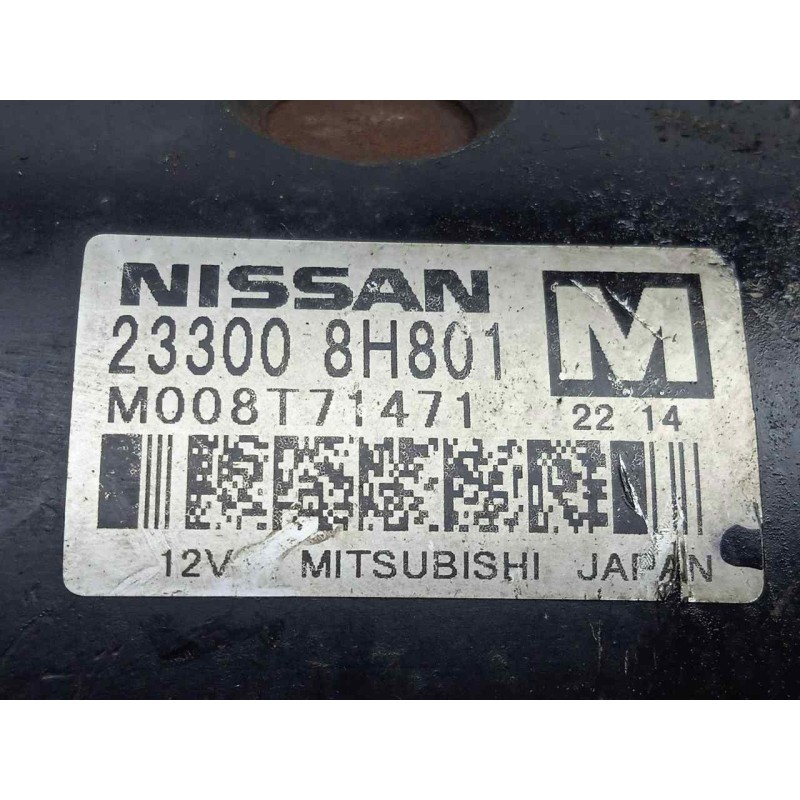 NISSAN
23300 8H801
M
M008T71471
22 14
12V MITSUBISHI JAPAN